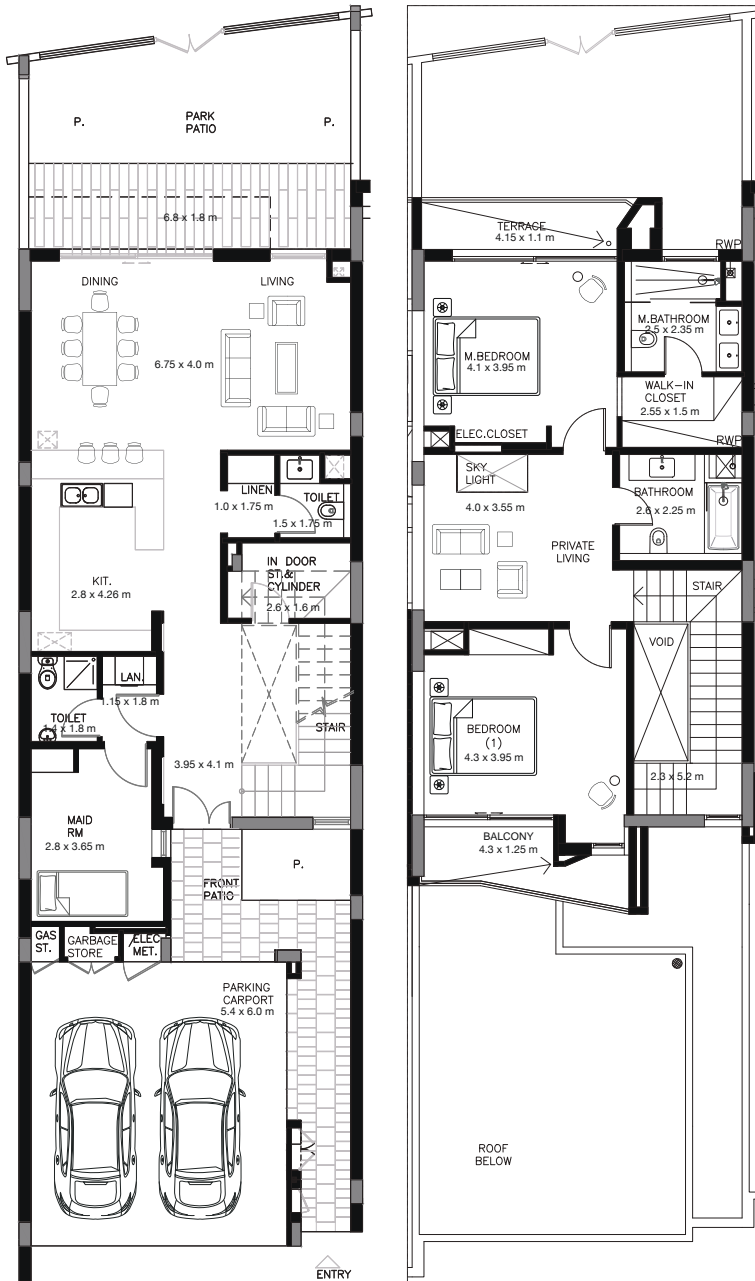 PARK
PATIO
P.
P.
6.8 x 1.8 m
DINING
LIVING
6.75 x 4.0 m
LINEN
1.0 x 1.75 m
TOILET
1.5 x 1.75 m
KIT.
2.8 x 4.26 m
IN DOOR
ST.&
CYLINDER
2.6 x 1.6 m
LAN.
1.15 x 1.8 m
TOILET
1.4 x 1.8 m
STAIR
3.95 x 4.1 m
MAID
RM
2.8 x 3.65 m
P.
FRONT
PATIO
GAS
ST.
GARBAGE
STORE
ELEC
MET.
PARKING
CARPORT
5.4 x 6.0 m
ENTRY
TERRACE
4.15 x 1.1 m
RWP
M.BATHROOM
2.5 x 2.35 m
M.BEDROOM
4.1 x 3.95 m
WALK-IN
CLOSET
2.55 x 1.5 m
ELEC.CLOSET
RWP
SKY
LIGHT
4.0 x 3.55 m
BATHROOM
2.6 x 2.25 m
PRIVATE
LIVING
STAIR
VOID
BEDROOM
(1)
4.3 x 3.95 m
2.3 x 5.2 m
BALCONY
4.3 x 1.25 m
ROOF
BELOW